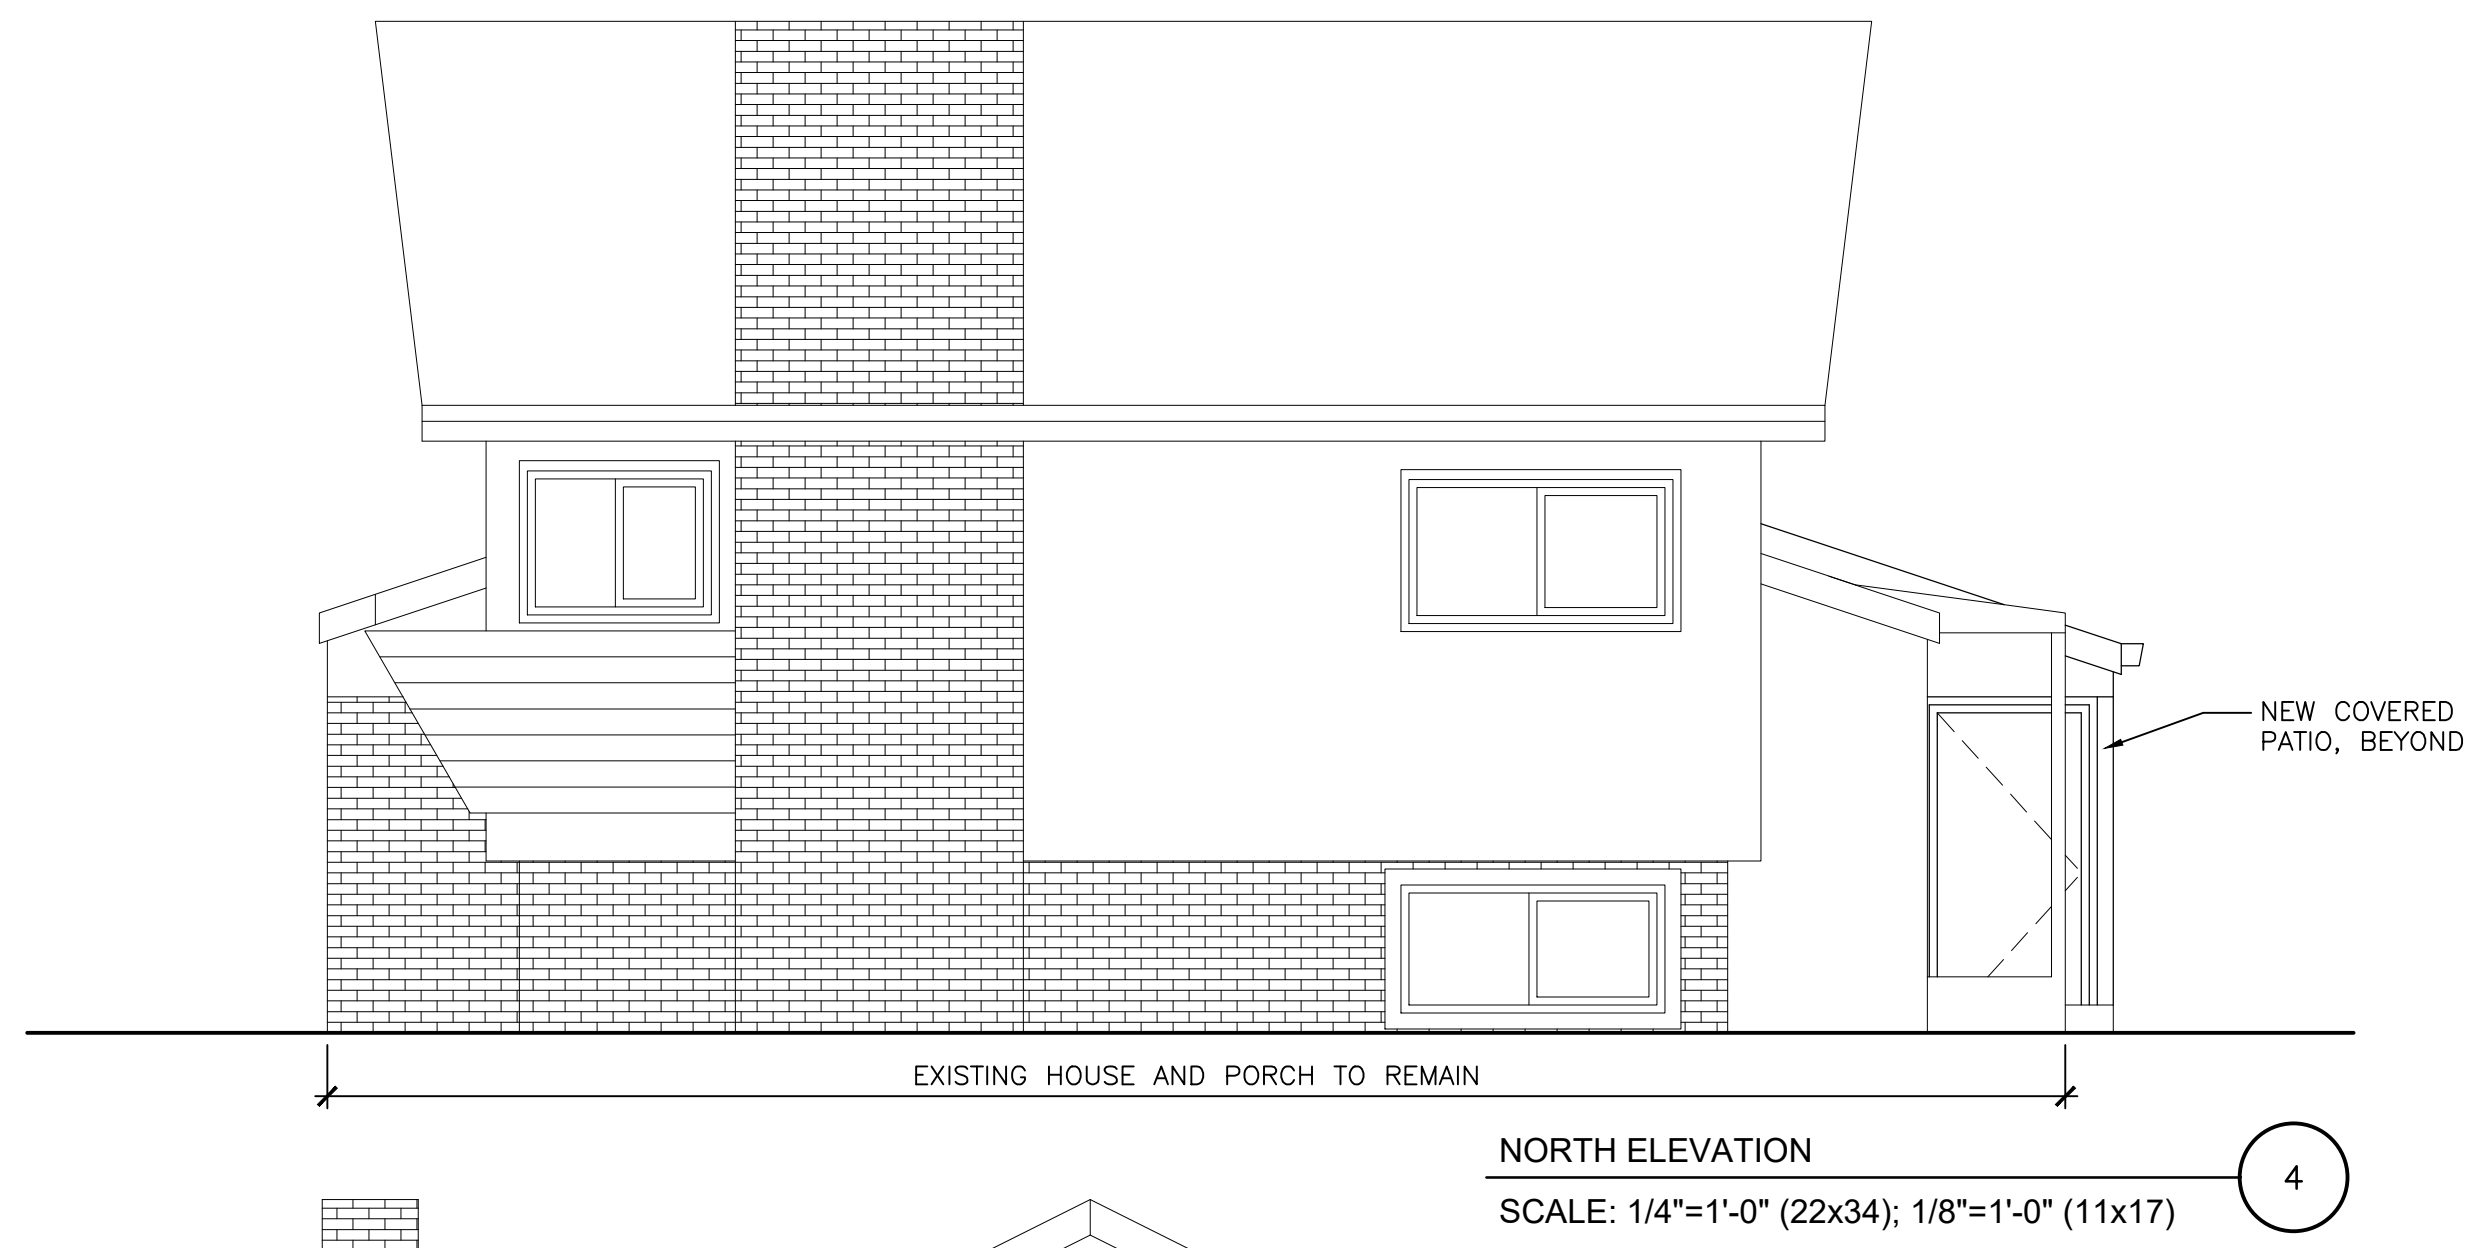 NEW COVERED
PATIO, BEYOND
EXISTING HOUSE AND PORCH TO REMAIN
NORTH ELEVATION
4
SCALE: 1/4"=1'-0" (22x34); 1/8"=1'-0" (11x17)